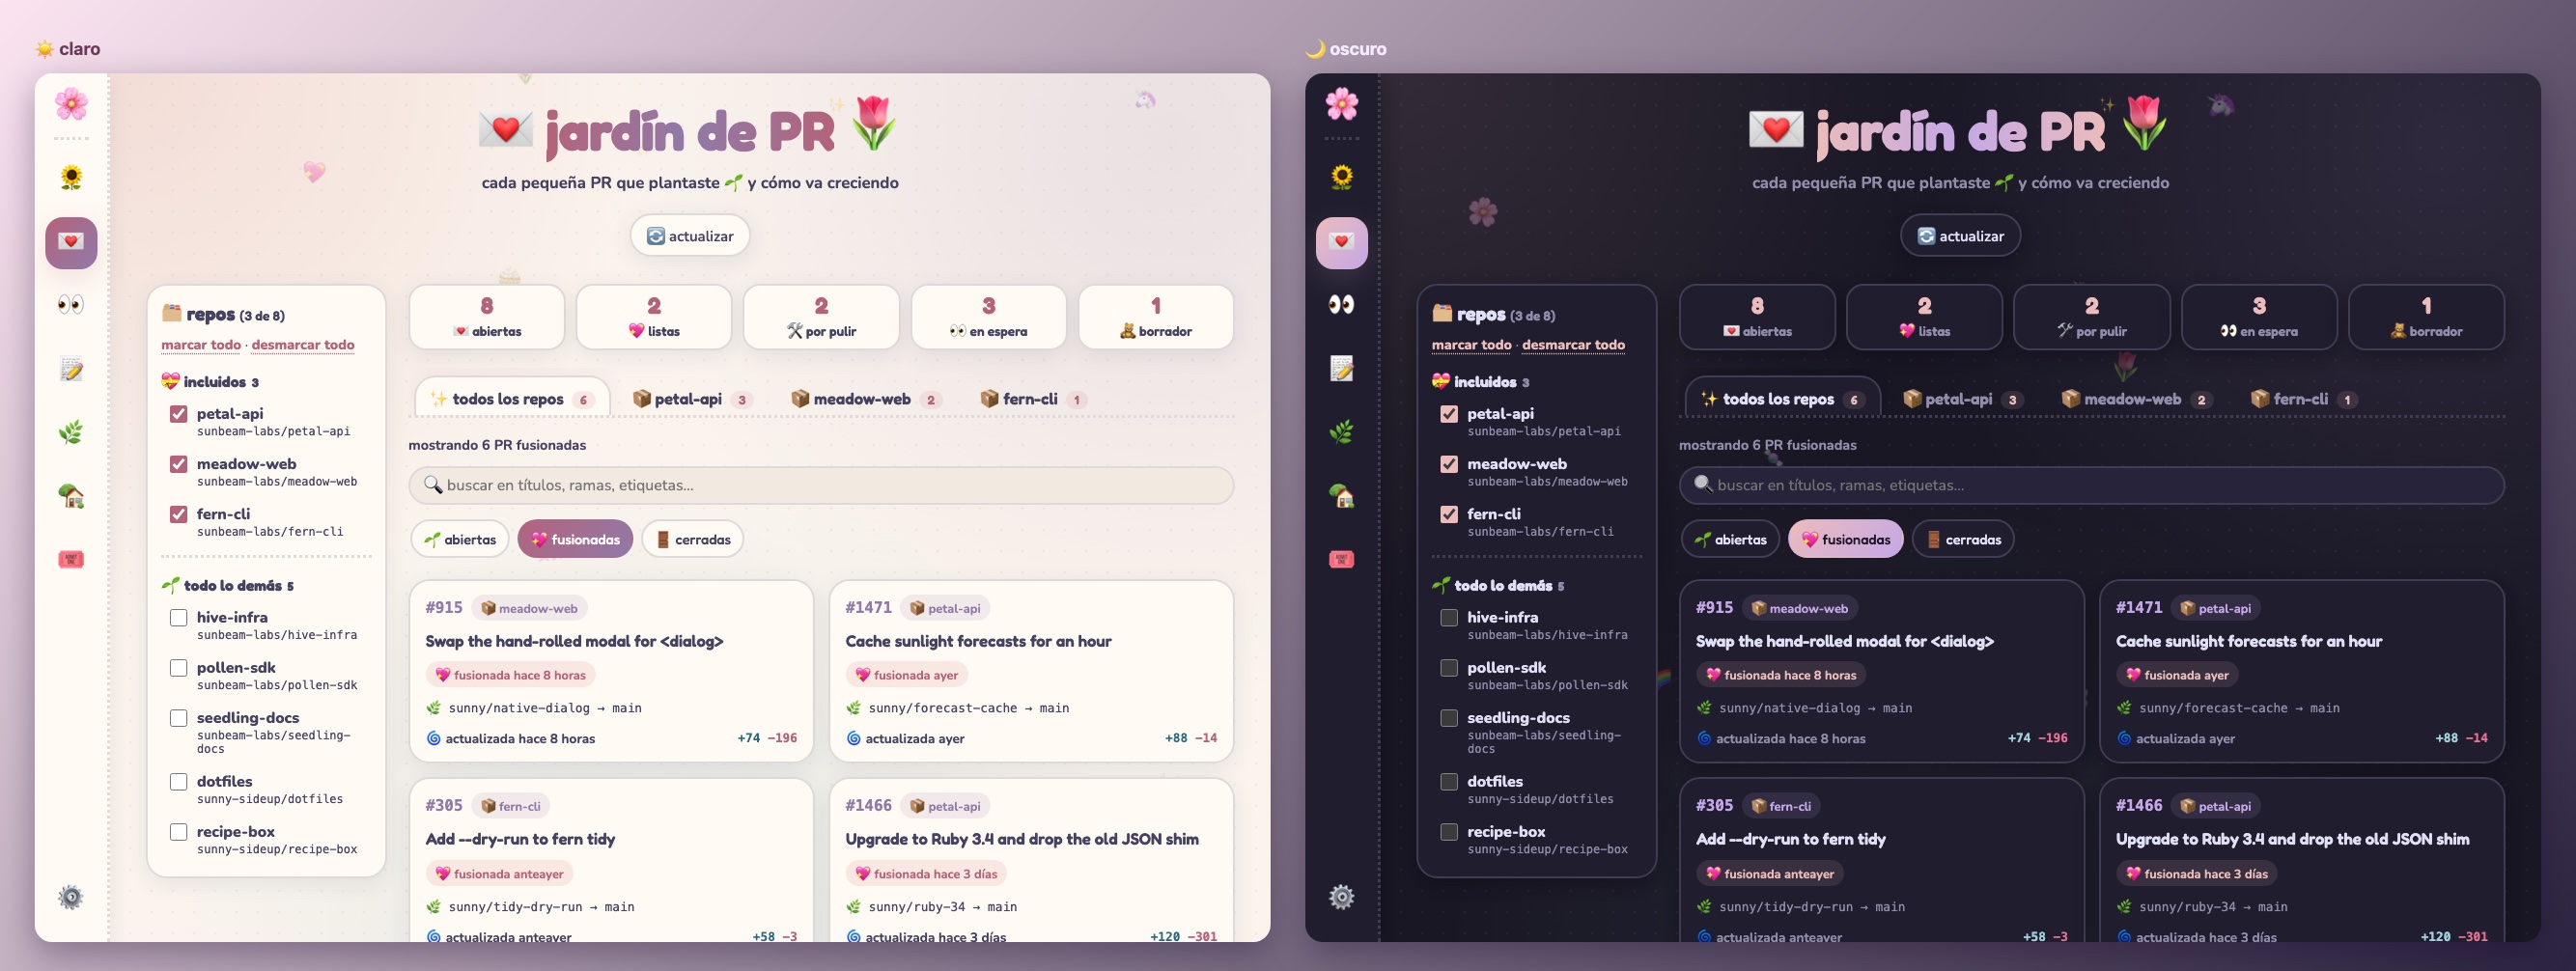 claro
jardín de PR
cada pequeña PR que plantaste y cómo va creciendo
actualizar
repos (3 de 8)
marcar todo · desmarcar todo
incluidos 3
petal-api
sunbeam-labs/petal-api
meadow-web
sunbeam-labs/meadow-web
fern-cli
sunbeam-labs/fern-cli
todo lo demás 5
hive-infra
sunbeam-labs/hive-infra
pollen-sdk
sunbeam-labs/pollen-sdk
seedling-docs
sunbeam-labs/seedling-
docs
dotfiles
sunny-sideup/dotfiles
recipe-box
sunny-sideup/recipe-box
8 2 2 3 1
abiertas listas por pulir en espera borrador
todos los repos 6 petal-api 3 meadow-web 2 fern-cli 1
mostrando 6 PR fusionadas
buscar en títulos, ramas, etiquetas...
abiertas fusionadas cerradas
#915 meadow-web
Swap the hand-rolled modal for <dialog>
fusionada hace 8 horas
sunny/native-dialog → main
actualizada hace 8 horas +74 −196
#1471 petal-api
Cache sunlight forecasts for an hour
fusionada ayer
sunny/forecast-cache → main
actualizada ayer +88 −14
#305 fern-cli
Add --dry-run to fern tidy
fusionada anteayer
sunny/tidy-dry-run → main
actualizada anteayer +58 −3
#1466 petal-api
Upgrade to Ruby 3.4 and drop the old JSON shim
fusionada hace 3 días
sunny/ruby-34 → main
actualizada hace 3 días +120 −301
oscuro
jardín de PR
cada pequeña PR que plantaste y cómo va creciendo
actualizar
repos (3 de 8)
marcar todo · desmarcar todo
incluidos 3
petal-api
sunbeam-labs/petal-api
meadow-web
sunbeam-labs/meadow-web
fern-cli
sunbeam-labs/fern-cli
todo lo demás 5
hive-infra
sunbeam-labs/hive-infra
pollen-sdk
sunbeam-labs/pollen-sdk
seedling-docs
sunbeam-labs/seedling-
docs
dotfiles
sunny-sideup/dotfiles
recipe-box
sunny-sideup/recipe-box
8 2 2 3 1
abiertas listas por pulir en espera borrador
todos los repos 6 petal-api 3 meadow-web 2 fern-cli 1
mostrando 6 PR fusionadas
buscar en títulos, ramas, etiquetas...
abiertas fusionadas cerradas
#915 meadow-web
Swap the hand-rolled modal for <dialog>
fusionada hace 8 horas
sunny/native-dialog → main
actualizada hace 8 horas +74 −196
#1471 petal-api
Cache sunlight forecasts for an hour
fusionada ayer
sunny/forecast-cache → main
actualizada ayer +88 −14
#305 fern-cli
Add --dry-run to fern tidy
fusionada anteayer
sunny/tidy-dry-run → main
actualizada anteayer +58 −3
#1466 petal-api
Upgrade to Ruby 3.4 and drop the old JSON shim
fusionada hace 3 días
sunny/ruby-34 → main
actualizada hace 3 días +120 −301